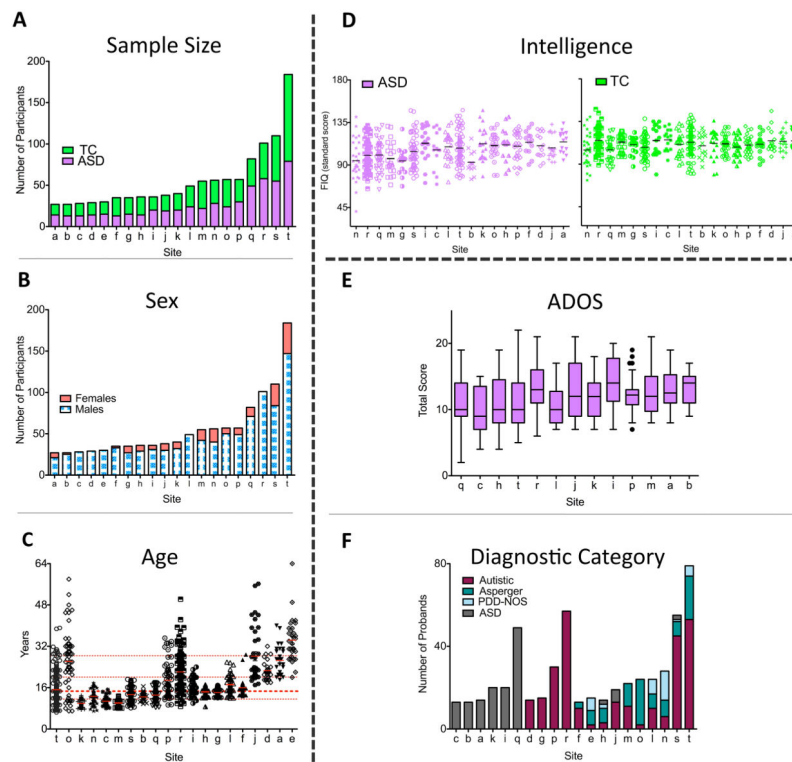 A
Sample Size
200
150
100
50
0
Number of Participants
TC
ASD
a b c d e f g h i j k l m n o p q r s t
Site
B
Sex
200
150
100
50
0
Number of Participants
Females
Males
a b c d e f g h i j k l m n o p q r s t
Site
C
Age
64
48
32
16
0
Years
t o k n c m s b q p r i h g l f j d a e
Site
D
Intelligence
180
135
90
45
FIQ (standard score)
ASD
TC
n r q m g s i c l t b k o h p f d j a
Site
n r q m g s i c l t b k o h p f d j
Site
E
ADOS
20
10
0
Total Score
q c h t r l j k i p m a b
Site
F
Diagnostic Category
80
40
0
Number of Probands
Autistic
Asperger
PDD-NOS
ASD
c b a k i q d g p r f e h j m o l n s t
Site